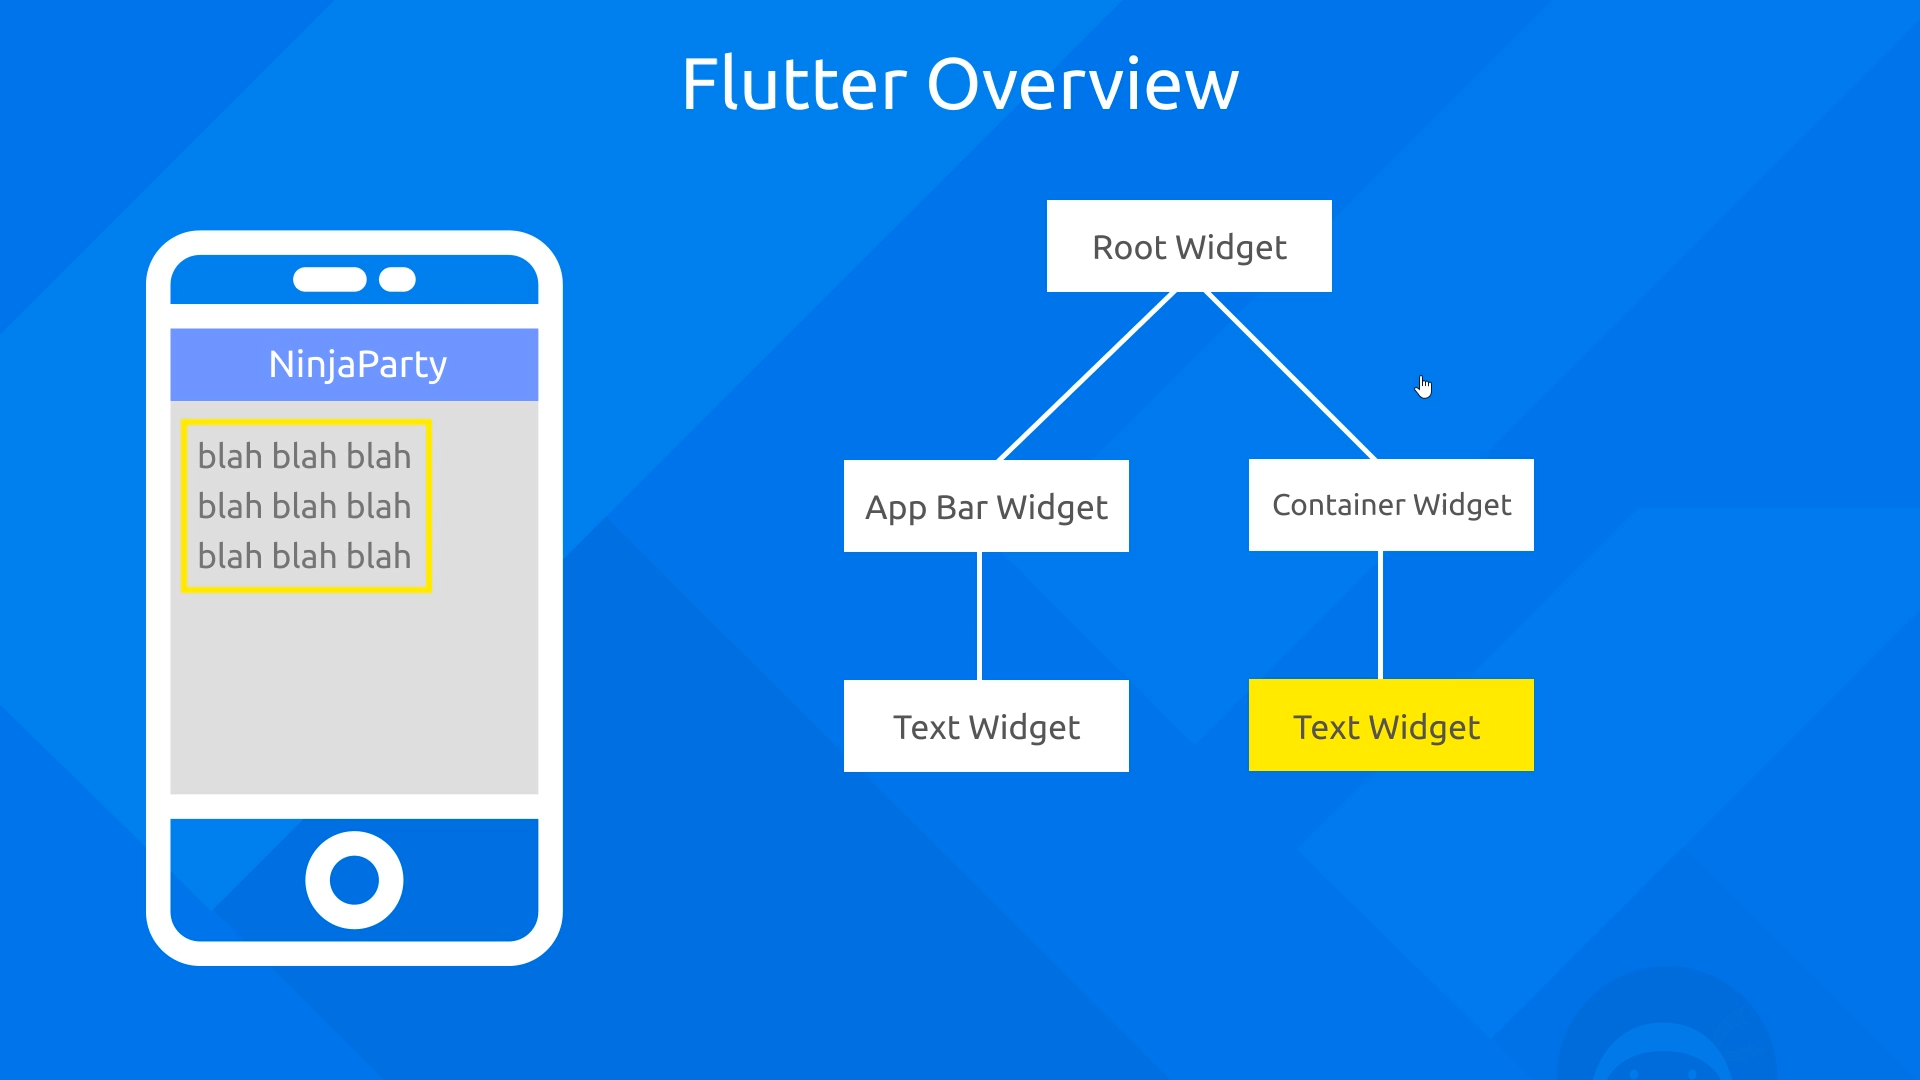 Flutter Overview
NinjaParty
blah blah blah
blah blah blah
blah blah blah
Root Widget
App Bar Widget
Container Widget
Text Widget
Text Widget